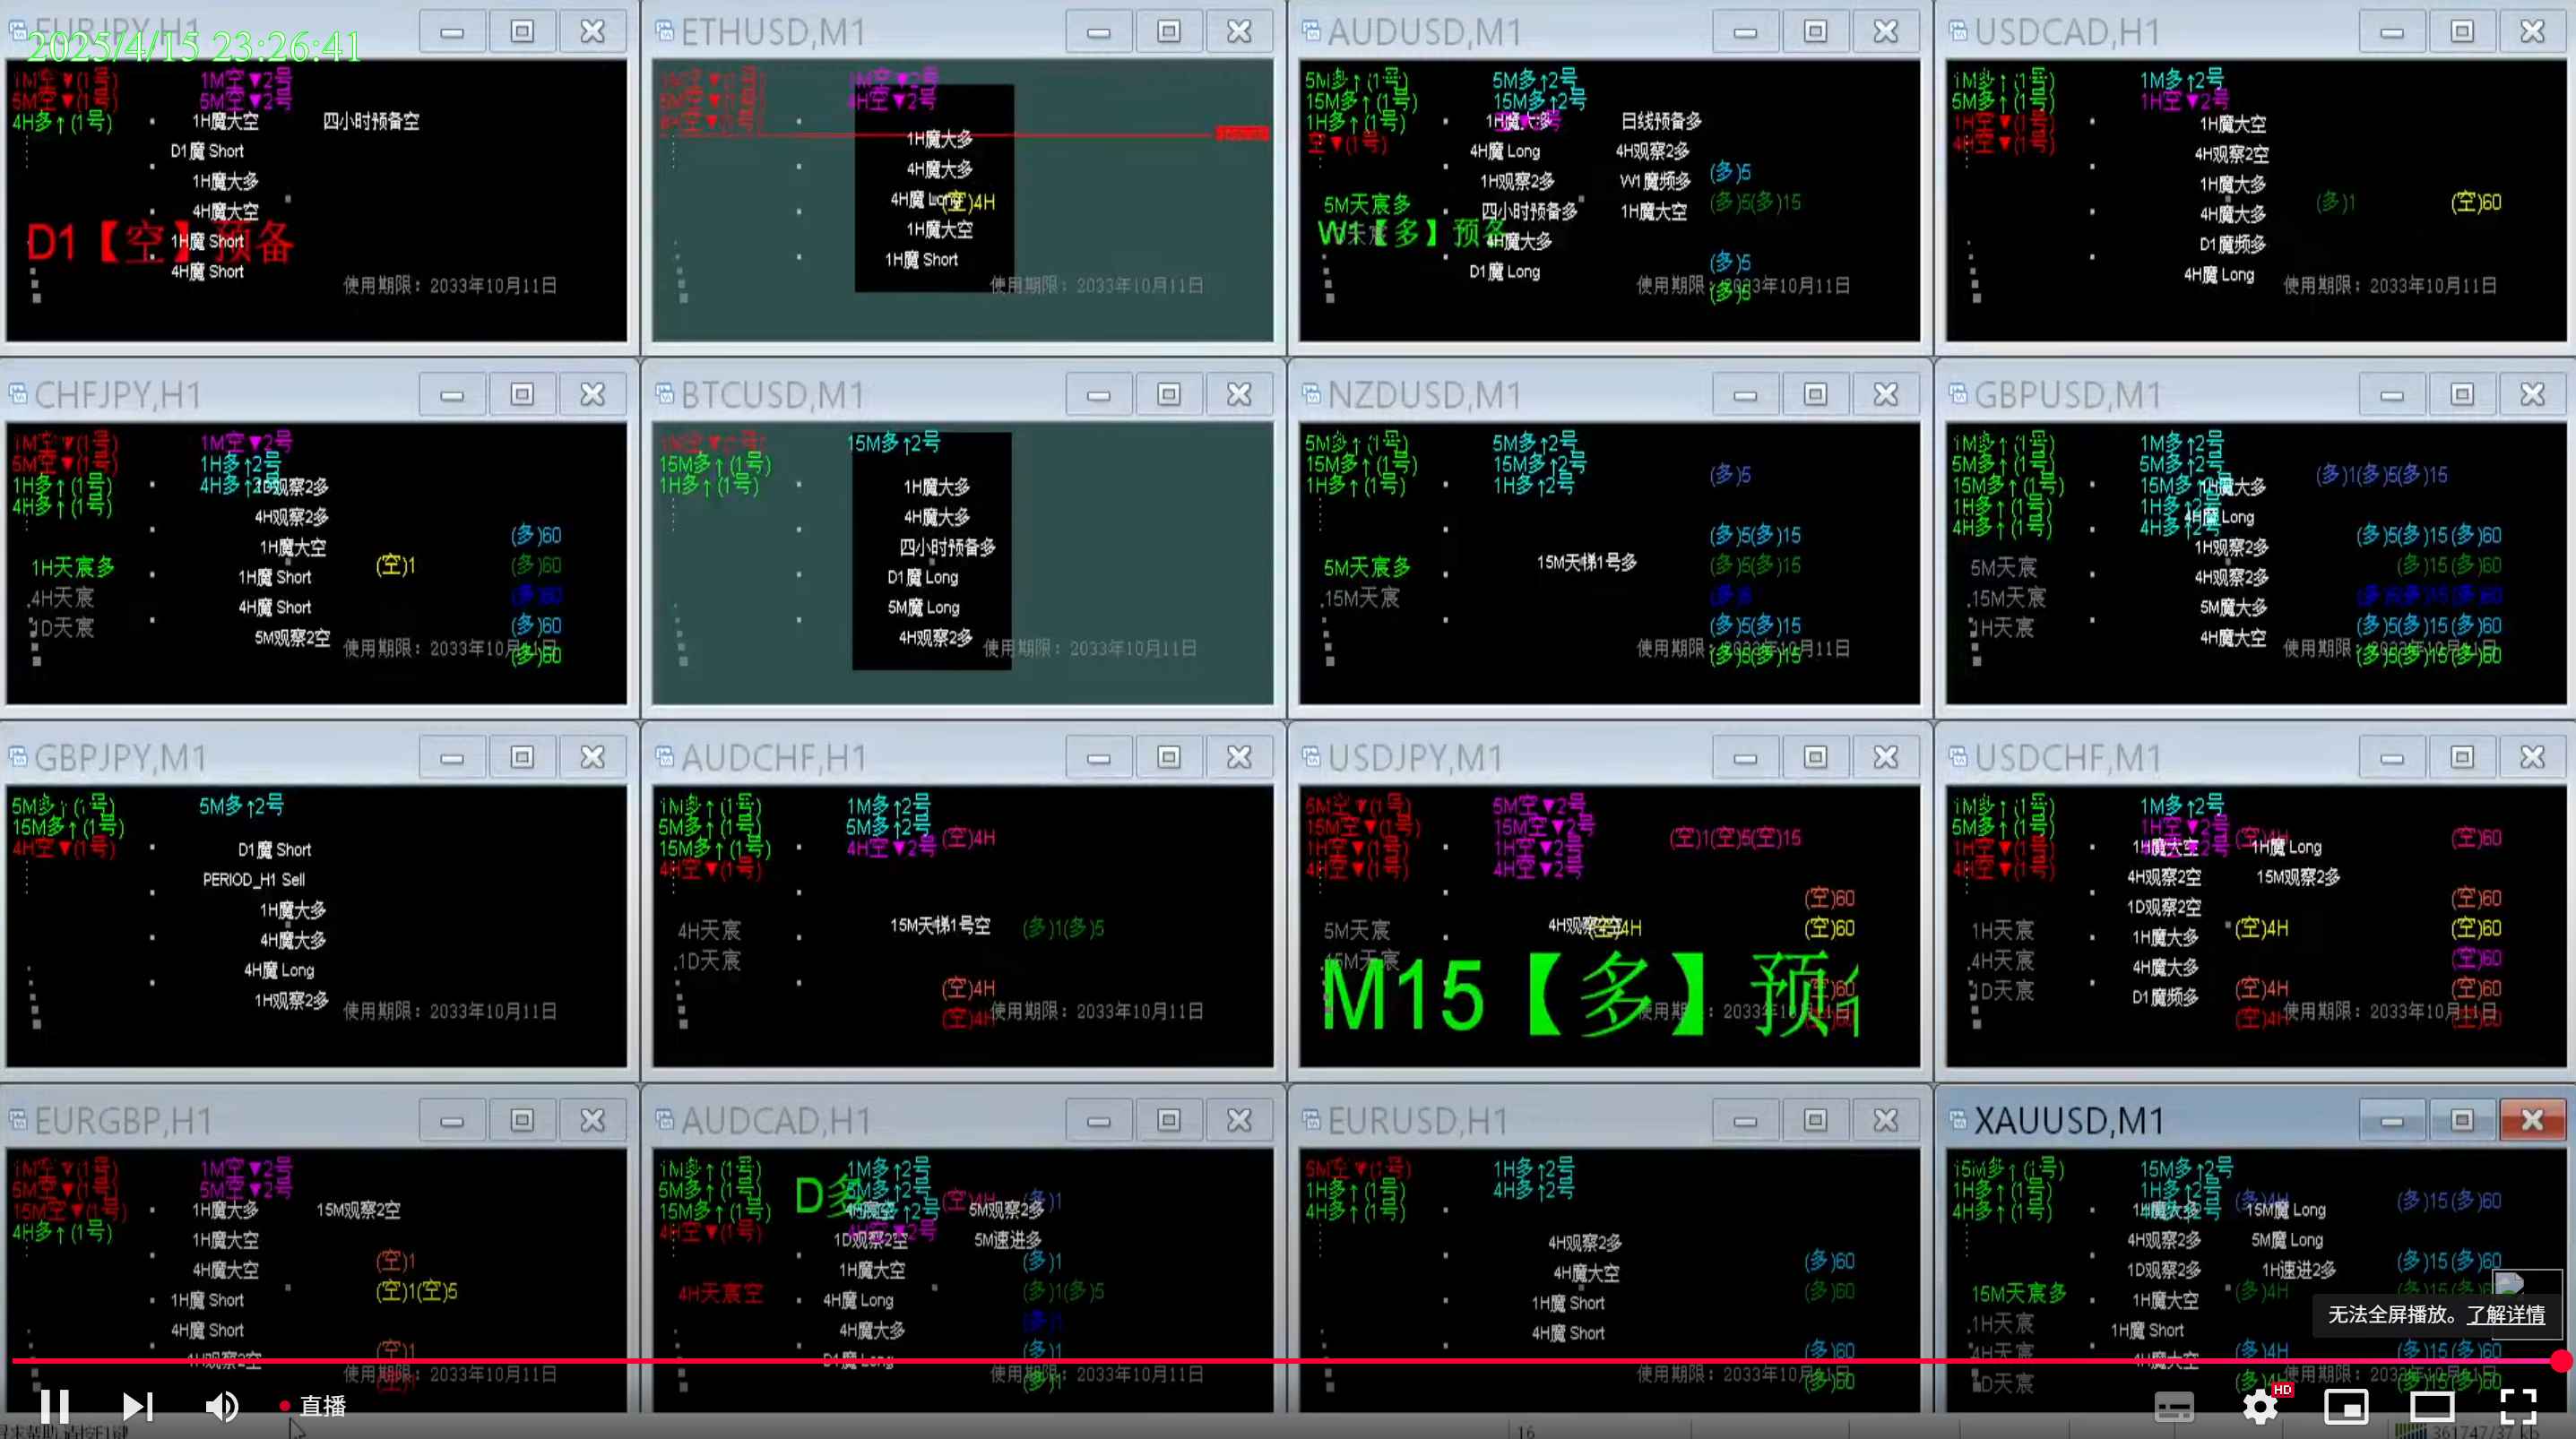 EURJPY,H1
2025/4/15 23:26:41
1M空▼(1号)
1M空▼2号
5M空▼(1号)
5M空▼2号
4H多↑(1号)
1H魔大空
四小时预备空
D1魔 Short
1H魔大多
4H魔大空
D1【空】预备
1H魔 Short
4H魔 Short
使用期限：2033年10月11日
ETHUSD,M1
1M空▼(1号)
1M空▼2号
5M空▼(1号)
4H空▼2号
1H魔大多
4H魔大多
4H魔 Long
(空)4H
1H魔大空
1H魔 Short
使用期限：2033年10月11日
AUDUSD,M1
5M多↑(1号)
5M多↑2号
15M多↑(1号)
15M多↑2号
1H多↑(1号)
1H魔大多
日线预备多
空▼(1号)
4H魔 Long
4H观察2多
(多)5
1H观察2多
W1魔频多
5M天宸多
四小时预备多
1H魔大空
(多)5(多)15
W1【多】预备
4H魔大多
D1魔 Long
(多)5
使用期限：2033年10月11日
(多)5
USDCAD,H1
1M多↑(1号)
1M多↑2号
5M多↑(1号)
1H空▼2号
1H空▼(1号)
1H魔大空
4H空▼(1号)
4H观察2空
1H魔大多
4H魔大多
(多)1
(空)60
D1魔频多
4H魔 Long
使用期限：2033年10月11日
CHFJPY,H1
1M空▼(1号)
1M空▼2号
5M空▼(1号)
1H多↑2号
1H多↑(1号)
4H多↑2号
1D观察2多
4H多↑(1号)
4H观察2多
(多)60
1H魔大空
1H天宸多
(空)1
(多)60
1H魔 Short
4H天宸
(多)60
4H魔 Short
1D天宸
(多)60
5M观察2空
使用期限：2033年10月11日
(多)60
BTCUSD,M1
1M空▼(1号)
15M多↑2号
15M多↑(1号)
1H多↑(1号)
1H魔大多
4H魔大多
四小时预备多
D1魔 Long
5M魔 Long
4H观察2多
使用期限：2033年10月11日
NZDUSD,M1
5M多↑(1号)
5M多↑2号
15M多↑(1号)
15M多↑2号
(多)5
1H多↑(1号)
1H多↑2号
(多)5(多)15
5M天宸多
15M天梯1号多
(多)5(多)15
.15M天宸
(多)5
(多)5(多)15
使用期限：2033年10月11日
(多)5(多)15
GBPUSD,M1
1M多↑(1号)
1M多↑2号
5M多↑(1号)
5M多↑2号
(多)1(多)5(多)15
15M多↑(1号)
15M多↑2号
1H魔大多
1H多↑(1号)
1H多↑2号
4H多↑(1号)
4H多↑2号
4H魔 Long
(多)5(多)15(多)60
1H观察2多
5M天宸
4H观察2多
(多)15(多)60
.15M天宸
5M魔大多
(多)5(多)15(多)60
1H天宸
4H魔大空
(多)5(多)15(多)60
使用期限：2033年10月11日
(多)5(多)15(多)60
GBPJPY,M1
5M多↑(1号)
5M多↑2号
15M多↑(1号)
4H空▼(1号)
D1魔 Short
PERIOD_H1 Sell
1H魔大多
4H魔大多
4H魔 Long
1H观察2多
使用期限：2033年10月11日
AUDCHF,H1
1M多↑(1号)
1M多↑2号
5M多↑(1号)
5M多↑2号
(空)4H
15M多↑(1号)
4H空▼2号
4H空▼(1号)
4H天宸
15M天梯1号空
(多)1(多)5
.1D天宸
(空)4H
(空)4H
使用期限：2033年10月11日
USDJPY,M1
5M空▼(1号)
5M空▼2号
15M空▼(1号)
15M空▼2号
(空)1(空)5(空)15
1H空▼(1号)
1H空▼2号
4H空▼(1号)
4H空▼2号
(空)60
5M天宸
4H观察2空
(空)4H
(空)60
.15M天宸
M15【多】预备
(空)60
使用期限：2033年10月11日
USDCHF,M1
1M多↑(1号)
1M多↑2号
5M多↑(1号)
1H空▼2号
(空)4H
(空)60
1H空▼(1号)
4H空▼2号
1H魔大空
1H魔 Long
4H空▼(1号)
4H观察2空
15M观察2多
1D观察2空
(空)60
1H天宸
1H魔大多
(空)4H
(空)60
.4H天宸
4H魔大多
(空)60
1D天宸
D1魔频多
(空)4H
(空)60
(空)4H
使用期限：2033年10月11日
(空)60
EURGBP,H1
1M空▼(1号)
1M空▼2号
5M空▼(1号)
5M空▼2号
15M空▼(1号)
1H魔大多
15M观察2空
4H多↑(1号)
1H魔大空
4H魔大空
(空)1
1H魔 Short
(空)1(空)5
4H魔 Short
4H观察2空
(空)1
使用期限：2033年10月11日
AUDCAD,H1
1M多↑(1号)
1M多↑2号
5M多↑(1号)
D多
5M多↑2号
(空)4H
(多)1
15M多↑(1号)
5M观察2多
4H空▼(1号)
4H空▼2号
1D观察2空
5M速进多
1H魔大空
(多)1
4H天宸空
4H魔 Long
(多)1(多)5
4H魔大多
(多)1
D1魔 Long
(多)1
使用期限：2033年10月11日
(多)1
EURUSD,H1
5M空▼(1号)
1H多↑2号
1H多↑(1号)
4H多↑2号
4H多↑(1号)
4H观察2多
4H魔大空
(多)60
1H魔 Short
(多)60
4H魔 Short
(多)60
使用期限：2033年10月11日
(多)60
XAUUSD,M1
15M多↑(1号)
15M多↑2号
1H多↑(1号)
1H多↑2号
(多)4H
(多)15(多)60
4H多↑(1号)
4H多↑2号
1H魔大多
15M魔 Long
4H观察2多
5M魔 Long
1D观察2多
1H速进2多
(多)15(多)60
15M天宸多
1H魔大空
(多)4H
.1H天宸
1H魔 Short
无法全屏播放。了解详情
4H天宸
4H魔大空
(多)4H
(多)15(多)60
D天宸
(多)4H
使用期限：2033年10月11日
(多)15(多)60
直播
HD
16
361747/37 kb